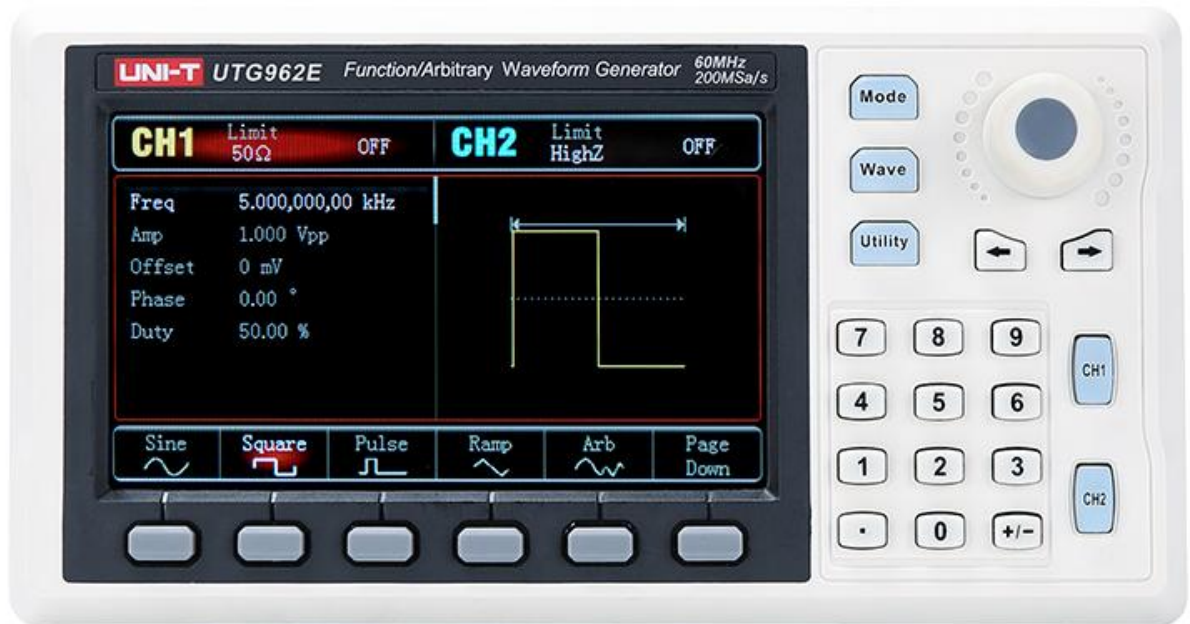 UNI-T UTG962E Function/Arbitrary Waveform Generator 60MHz
200MSa/s
CH1 Limit
50Ω OFF
CH2 Limit
HighZ OFF
Freq 5.000,000,00 kHz
Amp 1.000 Vpp
Offset 0 mV
Phase 0.00 °
Duty 50.00 %
Sine Square Pulse Ramp Arb Page
Down
Mode
Wave
Utility
7 8 9
4 5 6
1 2 3
. 0 +/−
CH1
CH2